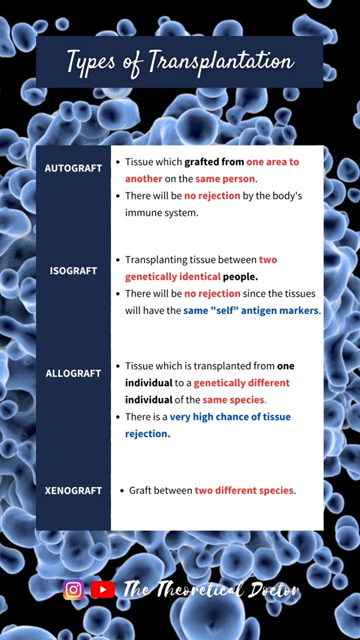 Types of Transplantation
AUTOGRAFT
• Tissue which grafted from one area to
another on the same person.
• There will be no rejection by the body's
immune system.
ISOGRAFT
• Transplanting tissue between two
genetically identical people.
• There will be no rejection since the tissues
will have the same "self" antigen markers.
ALLOGRAFT
• Tissue which is transplanted from one
individual to a genetically different
individual of the same species.
• There is a very high chance of tissue
rejection.
XENOGRAFT
• Graft between two different species.
The Theoretical Doctor